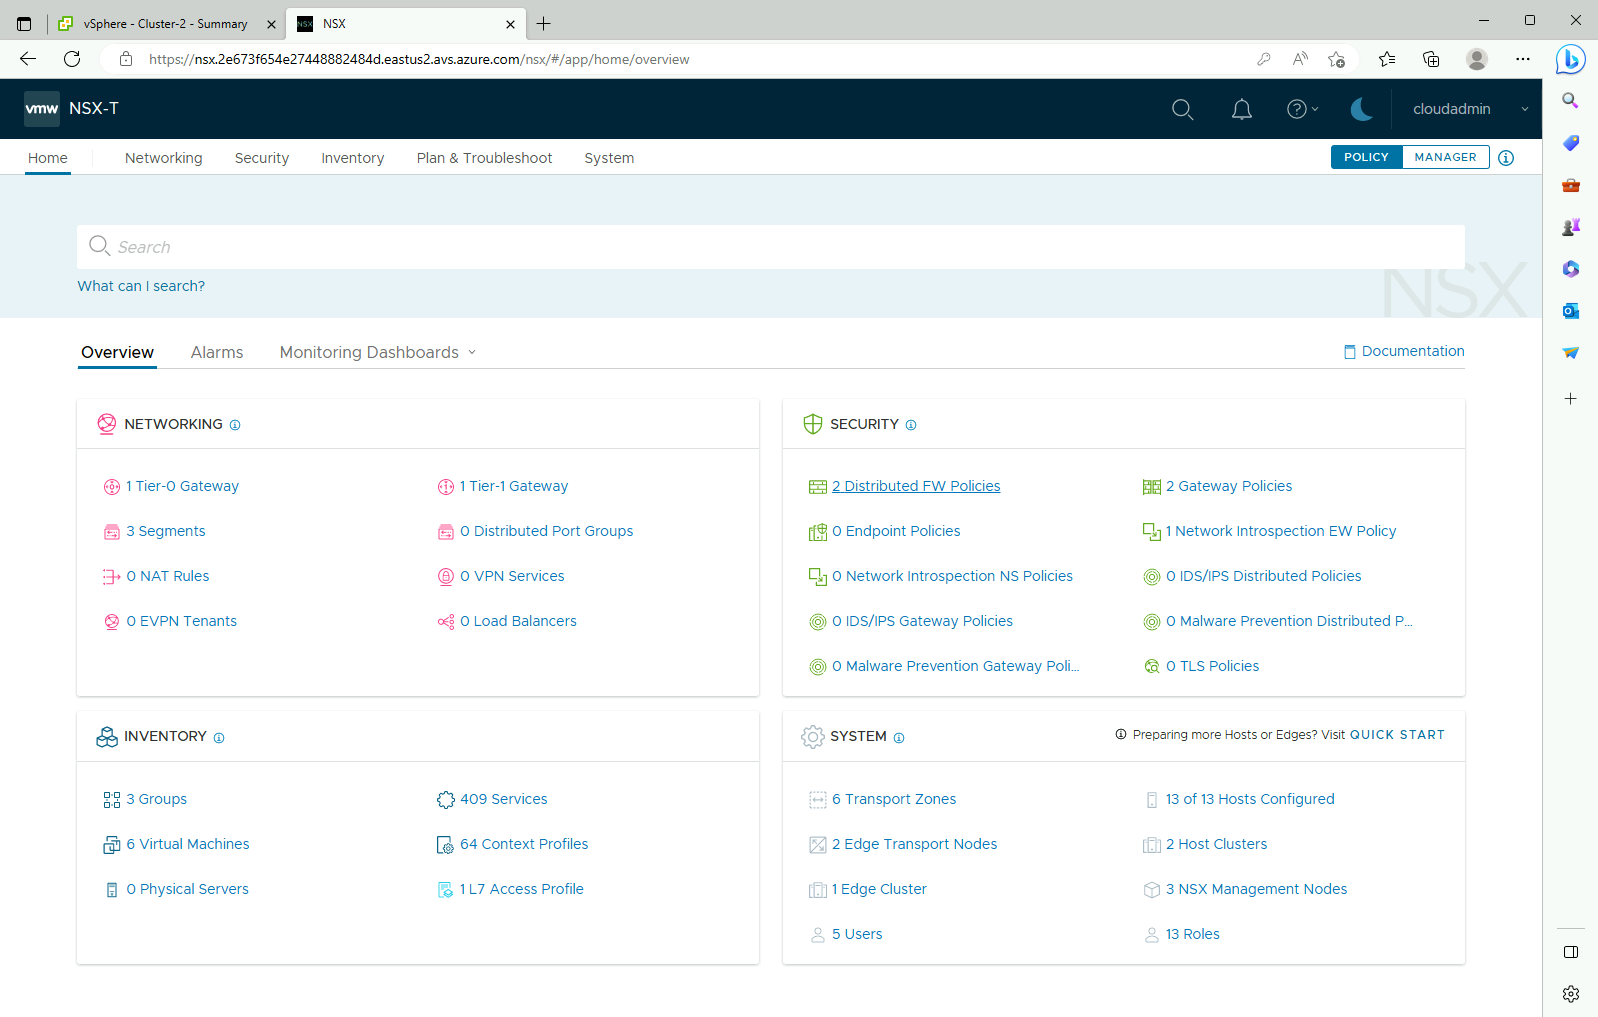 vSphere - Cluster-2 - Summary
NSX
NSX
https://nsx.2e673f654e27448882484d.eastus2.avs.azure.com/nsx/#/app/home/overview
vmw NSX-T
cloudadmin
Home Networking Security Inventory Plan & Troubleshoot System
POLICY MANAGER
Search
What can I search?
NSX
Overview Alarms Monitoring Dashboards
Documentation
NETWORKING
1 Tier-0 Gateway 1 Tier-1 Gateway
3 Segments 0 Distributed Port Groups
0 NAT Rules 0 VPN Services
0 EVPN Tenants 0 Load Balancers
SECURITY
2 Distributed FW Policies 2 Gateway Policies
0 Endpoint Policies 1 Network Introspection EW Policy
0 Network Introspection NS Policies 0 IDS/IPS Distributed Policies
0 IDS/IPS Gateway Policies 0 Malware Prevention Distributed P...
0 Malware Prevention Gateway Poli... 0 TLS Policies
INVENTORY
3 Groups 409 Services
6 Virtual Machines 64 Context Profiles
0 Physical Servers 1 L7 Access Profile
SYSTEM
Preparing more Hosts or Edges? Visit QUICK START
6 Transport Zones 13 of 13 Hosts Configured
2 Edge Transport Nodes 2 Host Clusters
1 Edge Cluster 3 NSX Management Nodes
5 Users 13 Roles